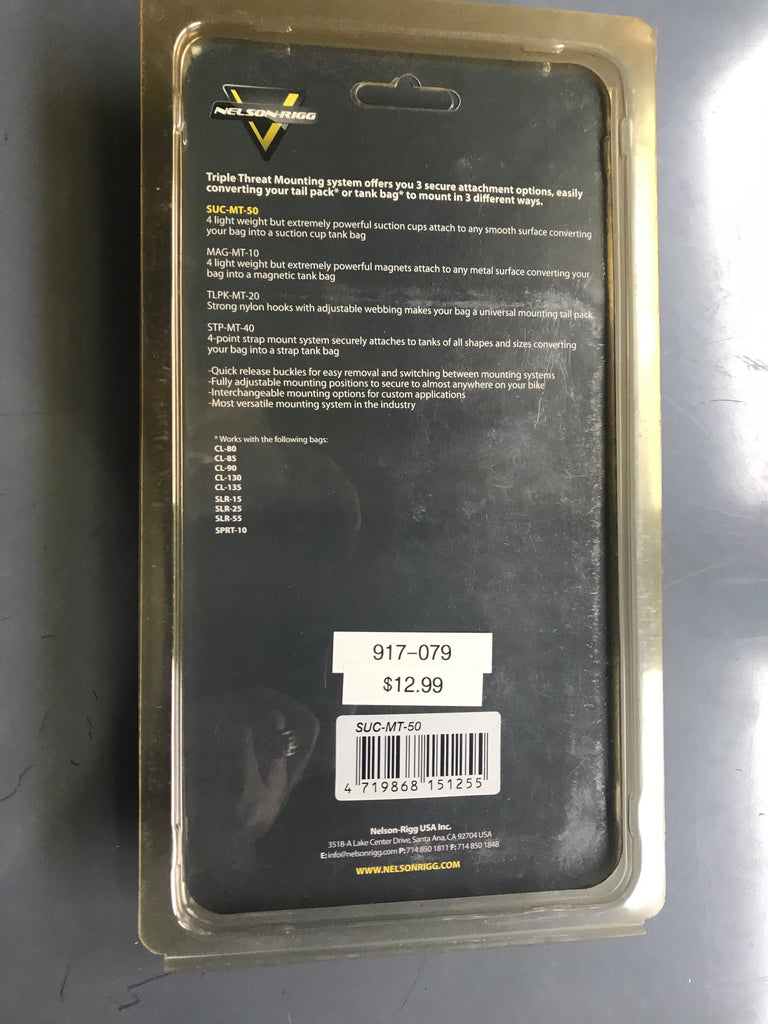 NELSON-RIGG
Triple Threat Mounting system offers you 3 secure attachment options, easily
converting your tail pack* or tank bag* to mount in 3 different ways.
SUC-MT-50
4 light weight but extremely powerful suction cups attach to any smooth surface converting
your bag into a suction cup tank bag
MAG-MT-10
4 light weight but extremely powerful magnets attach to any metal surface converting your
bag into a magnetic tank bag
TLPK-MT-20
Strong nylon hooks with adjustable webbing makes your bag a universal mounting tail pack
STP-MT-40
4-point strap mount system securely attaches to tanks of all shapes and sizes converting
your bag into a strap tank bag
-Quick release buckles for easy removal and switching between mounting systems
-Fully adjustable mounting positions to secure to almost anywhere on your bike
-Interchangeable mounting options for custom applications
-Most versatile mounting system in the industry
* Works with the following bags:
CL-80
CL-85
CL-90
CL-130
CL-135
SLR-15
SLR-25
SLR-55
SPRT-10
917-079
$12.99
SUC-MT-50
4 719868 151255
Nelson-Rigg USA Inc.
3518-A Lake Center Drive, Santa Ana, CA 92704 USA
E: info@nelsonrigg.com P: 714 850 1811 F: 714 850 1848
WWW.NELSONRIGG.COM